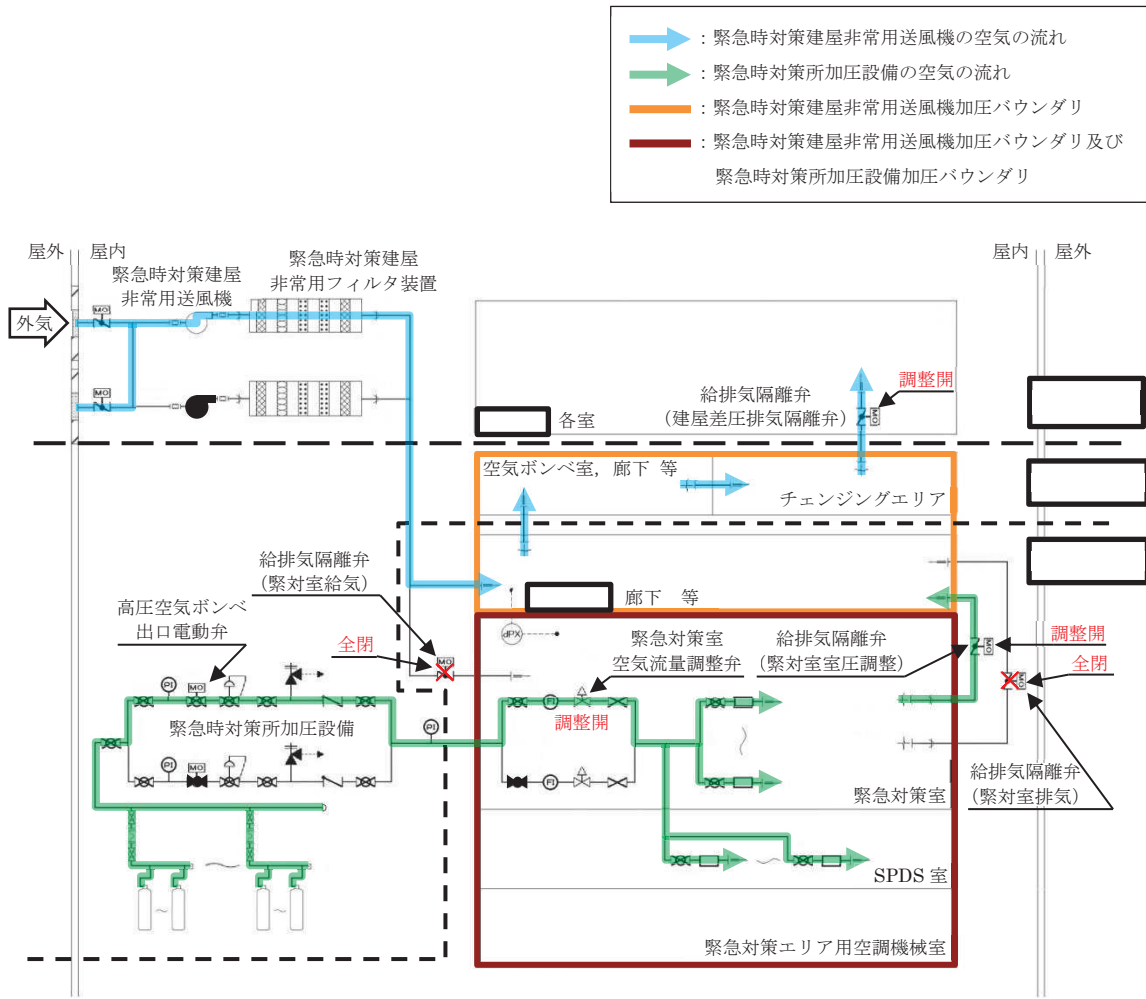 ：緊急時対策建屋非常用送風機の空気の流れ
：緊急時対策所加圧設備の空気の流れ
：緊急時対策建屋非常用送風機加圧バウンダリ
：緊急時対策建屋非常用送風機加圧バウンダリ及び
緊急時対策所加圧設備加圧バウンダリ
屋外
屋内
緊急時対策建屋
非常用送風機
緊急時対策建屋
非常用フィルタ装置
屋内
屋外
外気
MO
MO
給排気隔離弁
（建屋差圧排気隔離弁）
調整開
MO
各室
空気ボンベ室，廊下 等
チェンジングエリア
給排気隔離弁
（緊対室給気）
高圧空気ボンベ
出口電動弁
全閉
MO
廊下 等
dPX
緊急対策室
空気流量調整弁
給排気隔離弁
（緊対室室圧調整）
調整開
MO
全閉
MO
PI
MO
緊急時対策所加圧設備
PI
FI
調整開
PI
MO
FI
緊急対策室
給排気隔離弁
（緊対室排気）
SPDS 室
緊急対策エリア用空調機械室